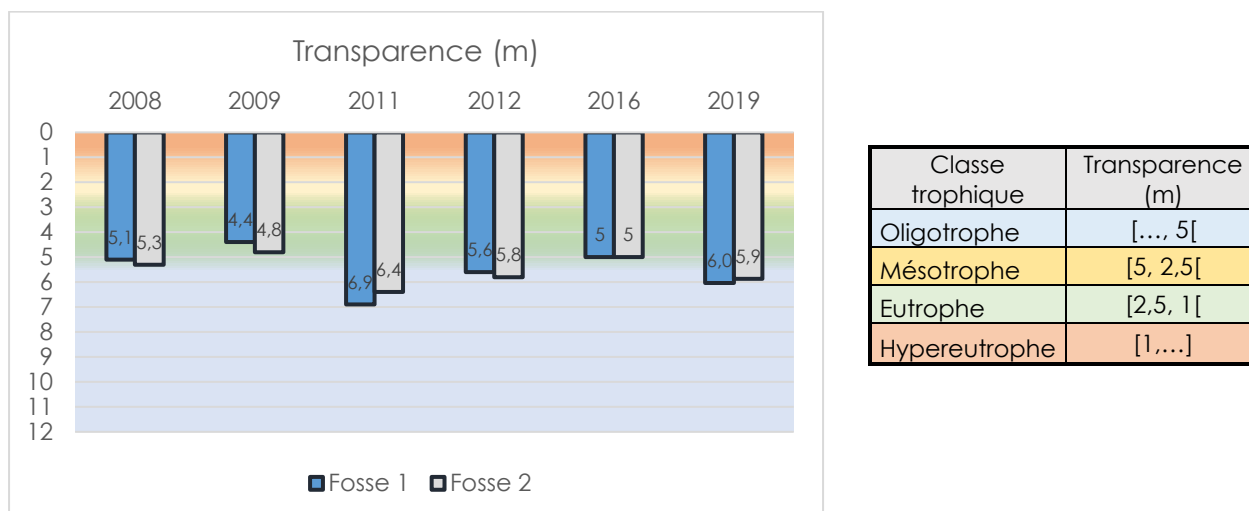 Transparence (m)
2008 2009 2011 2012 2016 2019
0
1
2
3
4
5
6
7
8
9
10
11
12
5,1 5,3 4,4 4,8 6,9 6,4 5,6 5,8 5 5 6,0 5,9
Fosse 1 Fosse 2
Classe trophique Transparence (m)
Oligotrophe […, 5[
Mésotrophe [5, 2,5[
Eutrophe [2,5, 1[
Hypereutrophe [1,…]